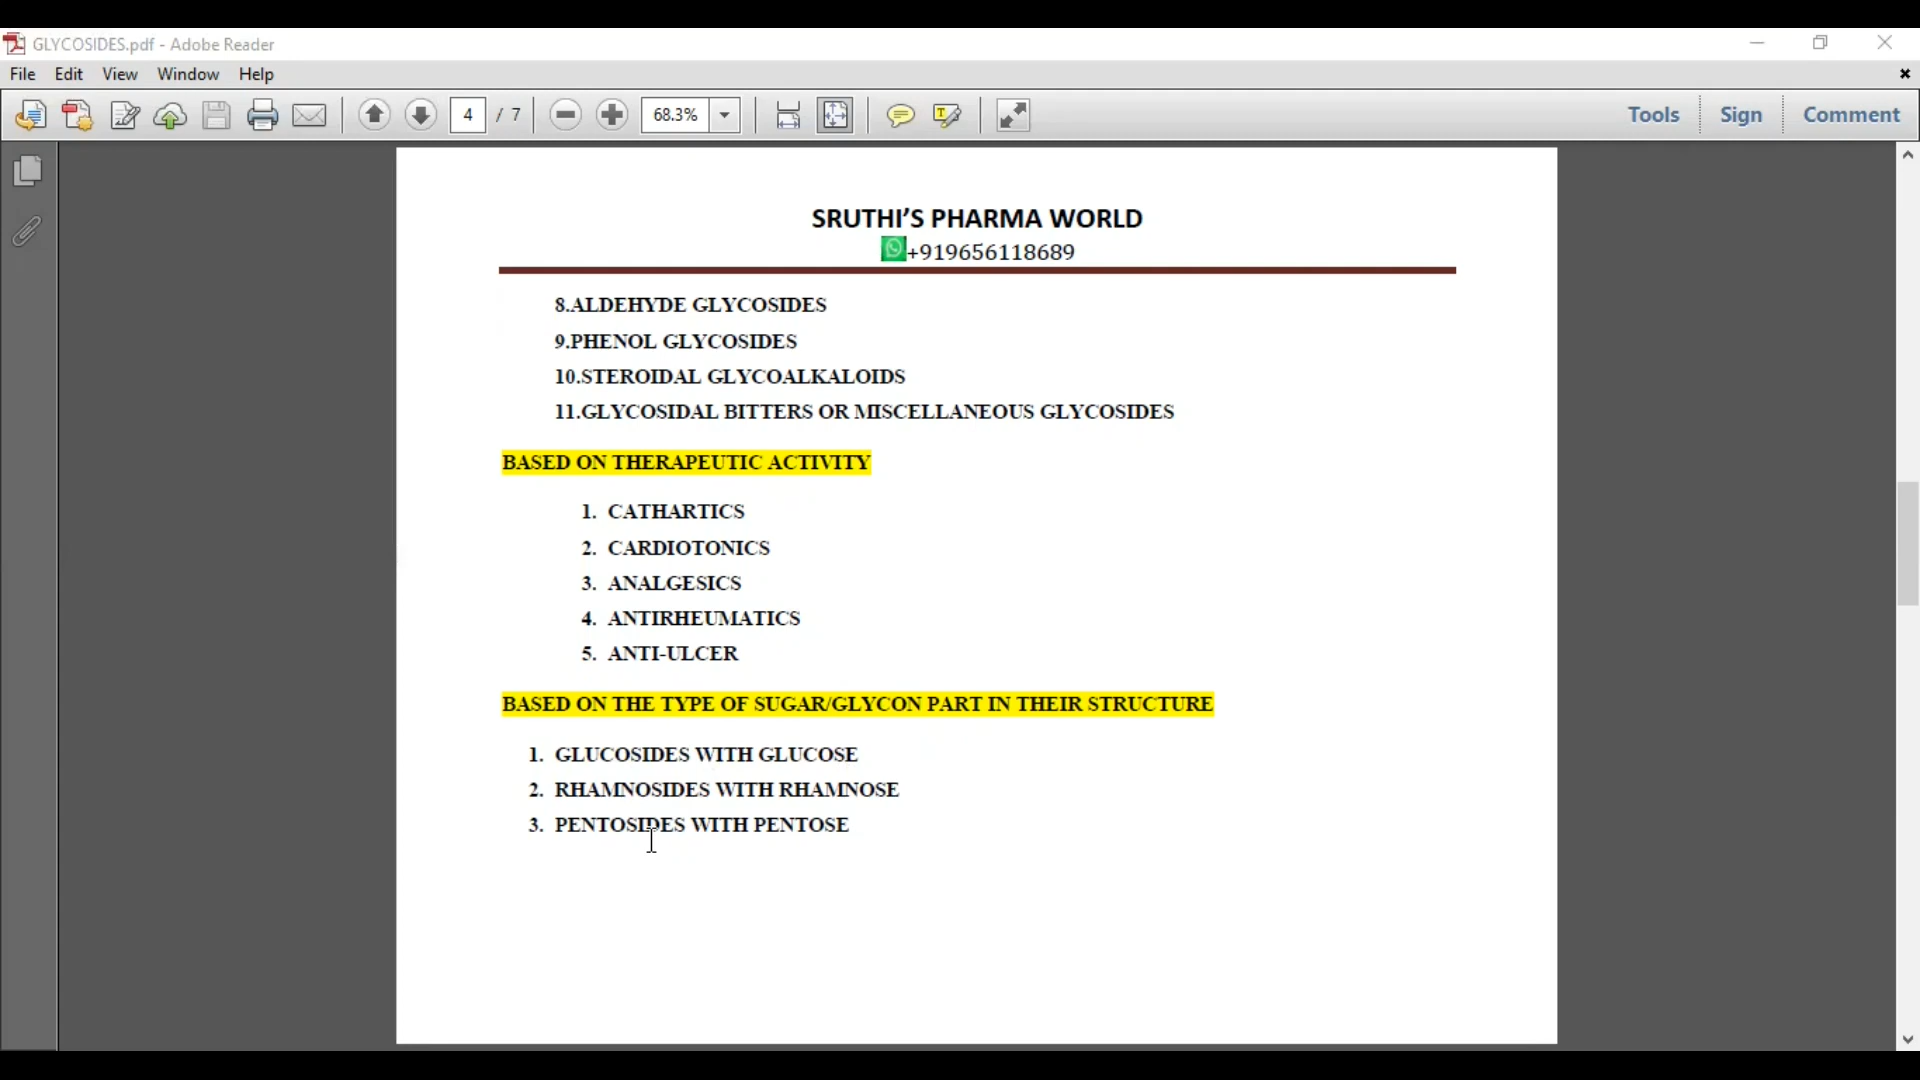 GLYCOSIDES.pdf - Adobe Reader
File Edit View Window Help
4 / 7 68.3% Tools Sign Comment
SRUTHI'S PHARMA WORLD
+919656118689
8.ALDEHYDE GLYCOSIDES
9.PHENOL GLYCOSIDES
10.STEROIDAL GLYCOALKALOIDS
11.GLYCOSIDAL BITTERS OR MISCELLANEOUS GLYCOSIDES
BASED ON THERAPEUTIC ACTIVITY
1. CATHARTICS
2. CARDIOTONICS
3. ANALGESICS
4. ANTIRHEUMATICS
5. ANTI-ULCER
BASED ON THE TYPE OF SUGAR/GLYCON PART IN THEIR STRUCTURE
1. GLUCOSIDES WITH GLUCOSE
2. RHAMNOSIDES WITH RHAMNOSE
3. PENTOSIDES WITH PENTOSE